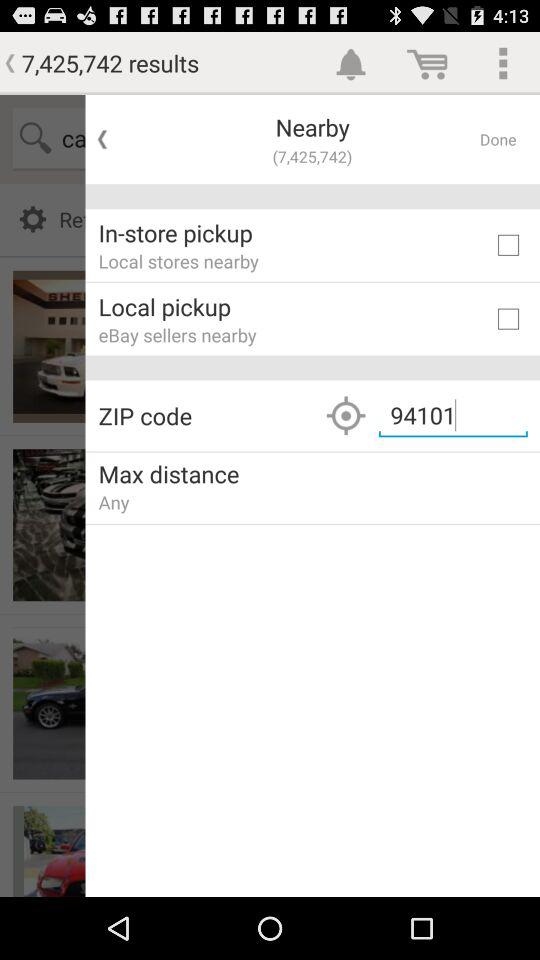 4:13
7,425,742 results
ca
Nearby
Done
(7,425,742)
Re
In-store pickup
Local stores nearby
Local pickup
eBay sellers nearby
SHE
ZIP code
94101
Max distance
Any